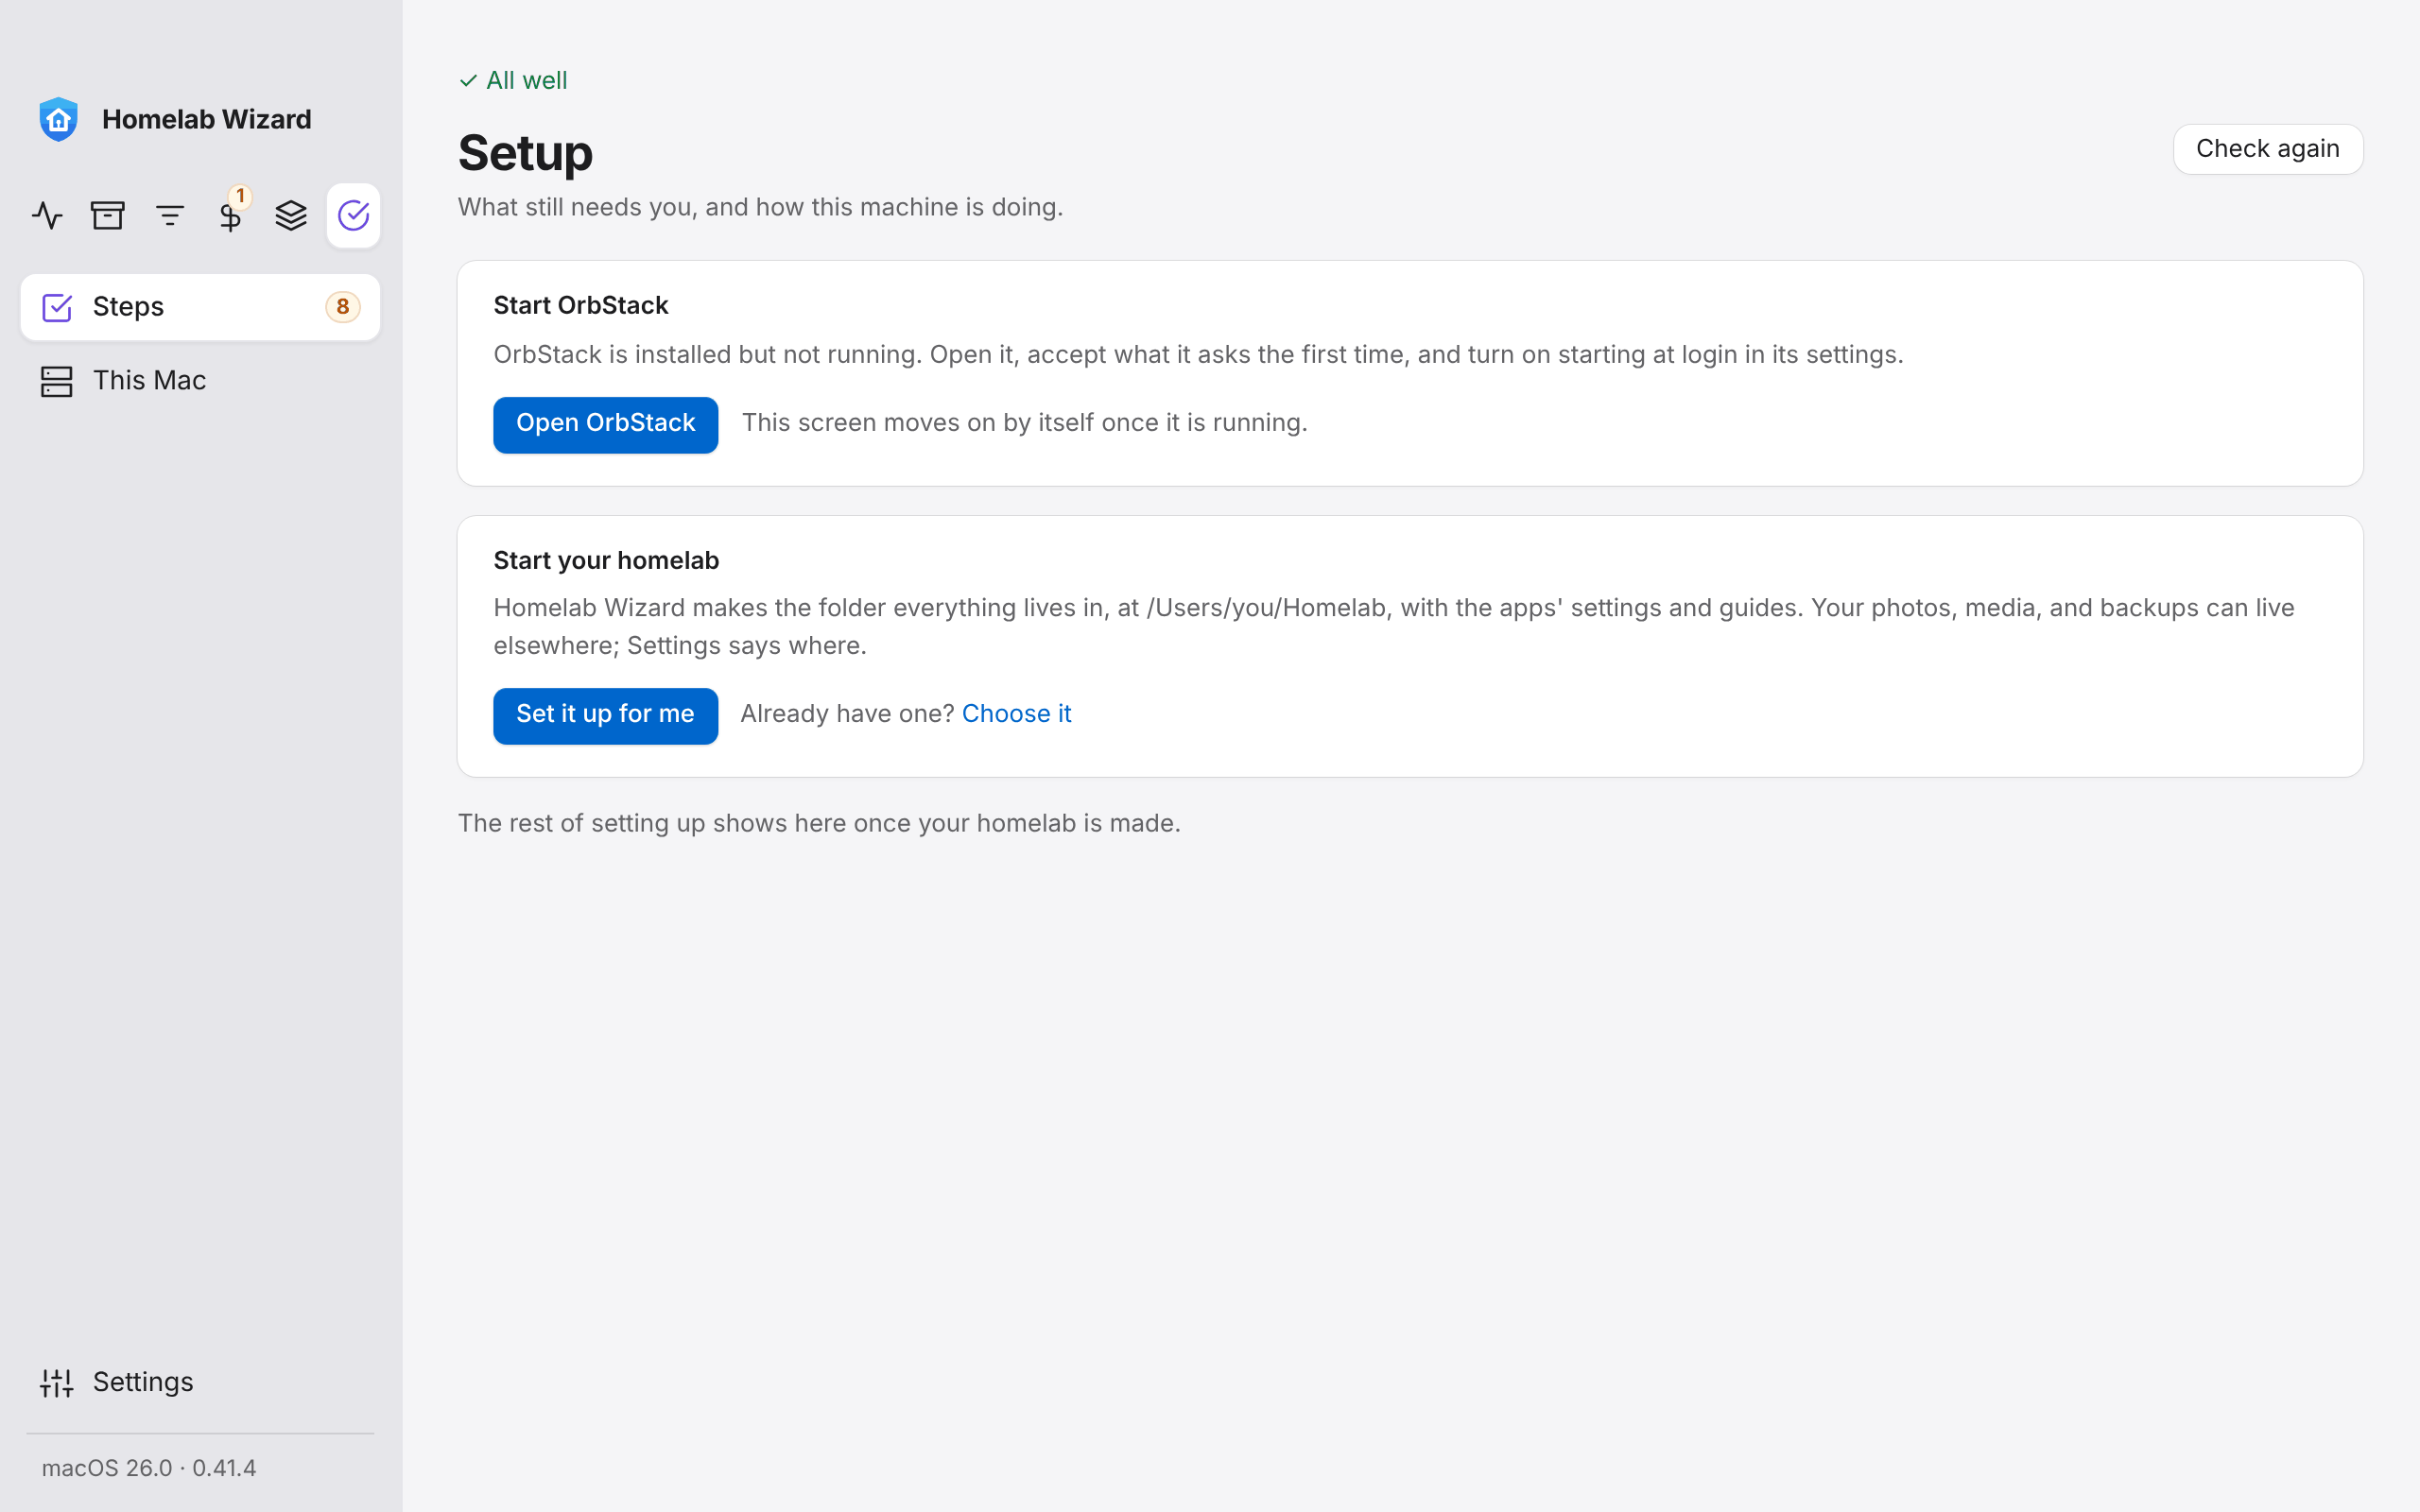 Homelab Wizard
1
Steps
8
This Mac
Settings
macOS 26.0 · 0.41.4
All well
Setup
Check again
What still needs you, and how this machine is doing.
Start OrbStack
OrbStack is installed but not running. Open it, accept what it asks the first time, and turn on starting at login in its settings.
Open OrbStack
This screen moves on by itself once it is running.
Start your homelab
Homelab Wizard makes the folder everything lives in, at /Users/you/Homelab, with the apps' settings and guides. Your photos, media, and backups can live
elsewhere; Settings says where.
Set it up for me
Already have one? Choose it
The rest of setting up shows here once your homelab is made.